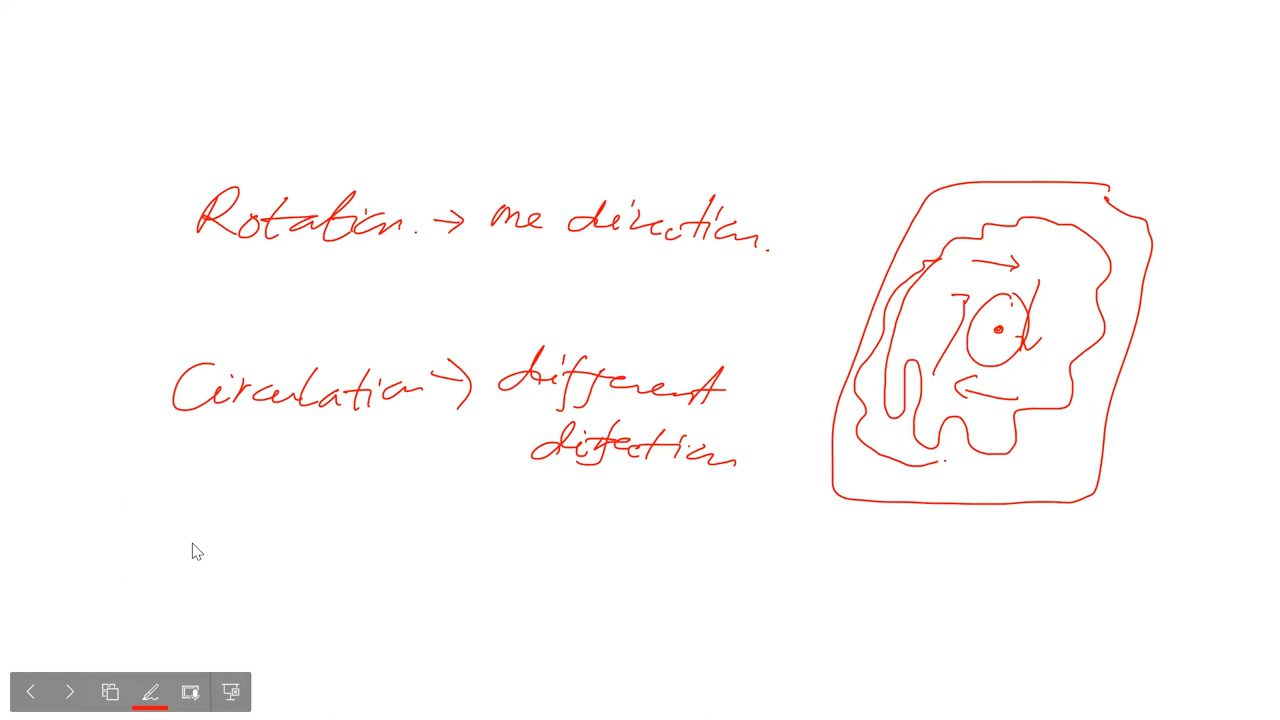 Rotation. → one direction.
Circulation → different
direction